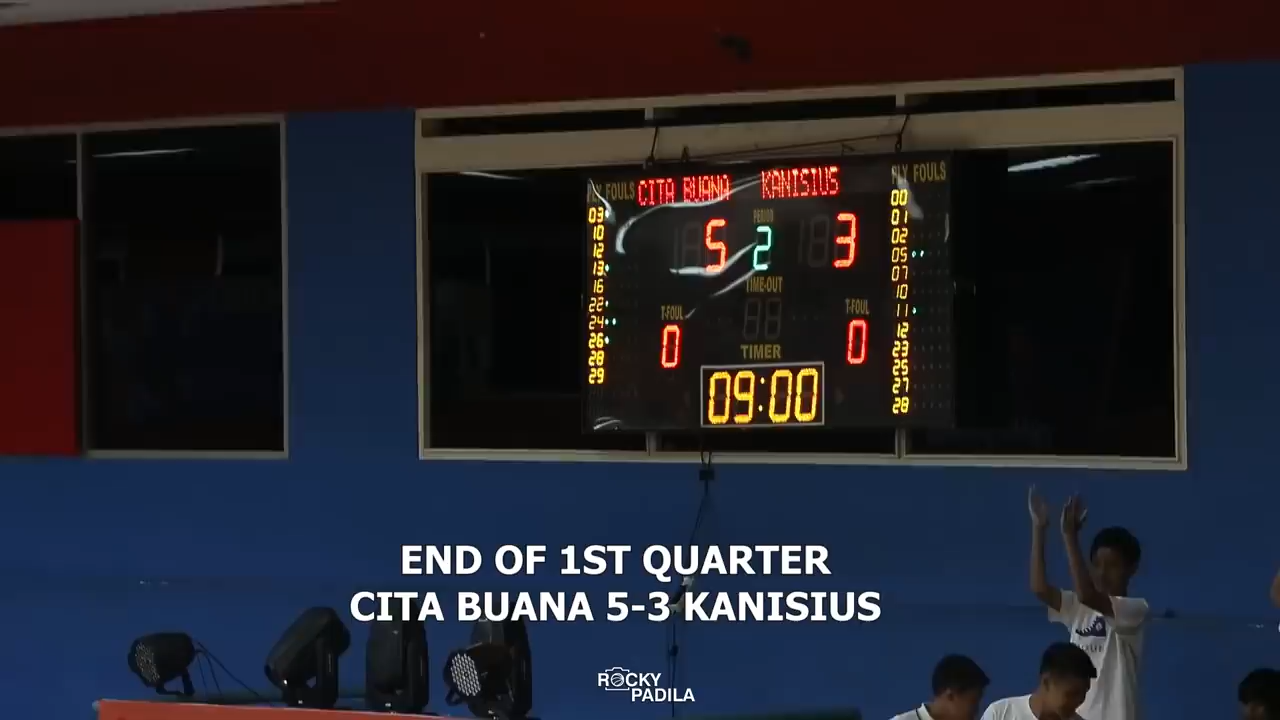 PLY FOULS
CITA BUANA KANISIUS
PLY FOULS
03
10
12
13
16
22
24
26
28
29
5
PERIOD
2
3
TIME-OUT
T-FOUL
0
T-FOUL
0
TIMER
09:00
00
01
02
05
07
10
11
12
23
25
27
28
END OF 1ST QUARTER
CITA BUANA 5-3 KANISIUS
ROCKY
PADILA